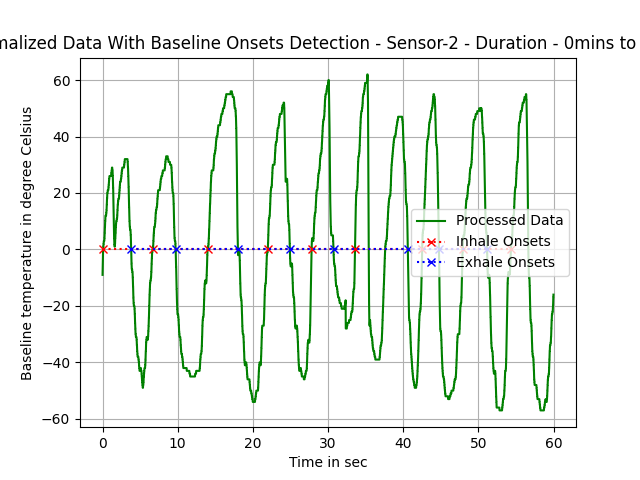 malized Data With Baseline Onsets Detection - Sensor-2 - Duration - 0mins to
Baseline temperature in degree Celsius
60
40
20
0
−20
−40
−60
Processed Data
Inhale Onsets
Exhale Onsets
0 10 20 30 40 50 60
Time in sec